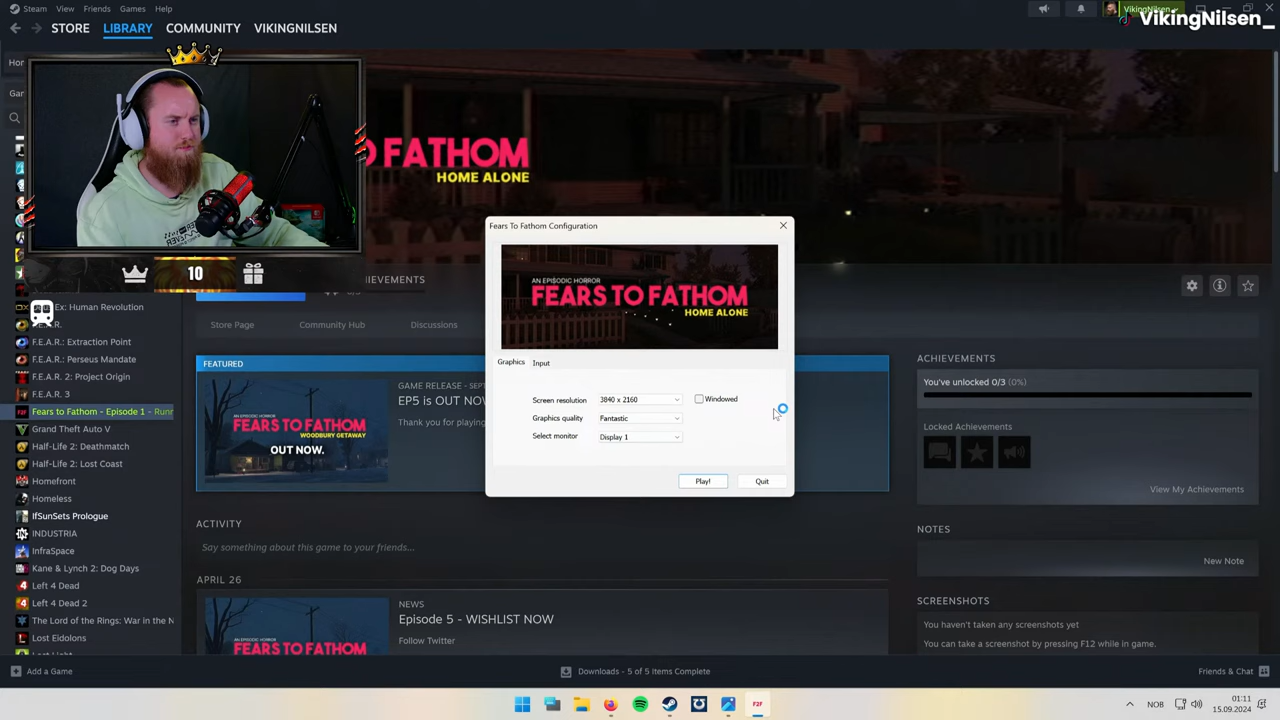 Steam View Friends Games Help
VikingNilsen
VikingNilsen_
STORE LIBRARY COMMUNITY VIKINGNILSEN
FATHOM
HOME ALONE
10
Fears To Fathom Configuration
AN EPISODIC HORROR
FEARS TO FATHOM
HOME ALONE
Graphics Input
Screen resolution 3840 x 2160 Windowed
Graphics quality Fantastic
Select monitor Display 1
Play! Quit
Store Page Community Hub Discussions
FEATURED
AN EPISODIC HORROR
FEARS TO FATHOM
WOODBURY GETAWAY
OUT NOW.
GAME RELEASE - SEPT
EP5 is OUT NOW
Thank you for playing
ACTIVITY
Say something about this game to your friends...
APRIL 26
AN EPISODIC HORROR
FEARS TO FATHOM
NEWS
Episode 5 - WISHLIST NOW
Follow Twitter
ACHIEVEMENTS
You've unlocked 0/3 (0%)
Locked Achievements
View My Achievements
NOTES
New Note
SCREENSHOTS
You haven't taken any screenshots yet
You can take a screenshot by pressing F12 while in game.
Ex: Human Revolution
E.A.R.
F.E.A.R.: Extraction Point
F.E.A.R.: Perseus Mandate
F.E.A.R. 2: Project Origin
F.E.A.R. 3
Fears to Fathom - Episode 1 - Runn
Grand Theft Auto V
Half-Life 2: Deathmatch
Half-Life 2: Lost Coast
Homefront
Homeless
IfSunSets Prologue
INDUSTRIA
InfraSpace
Kane & Lynch 2: Dog Days
Left 4 Dead
Left 4 Dead 2
The Lord of the Rings: War in the N
Lost Eidolons
Add a Game
Downloads - 5 of 5 Items Complete
Friends & Chat
F2F
NOB
01:11
15.09.2024